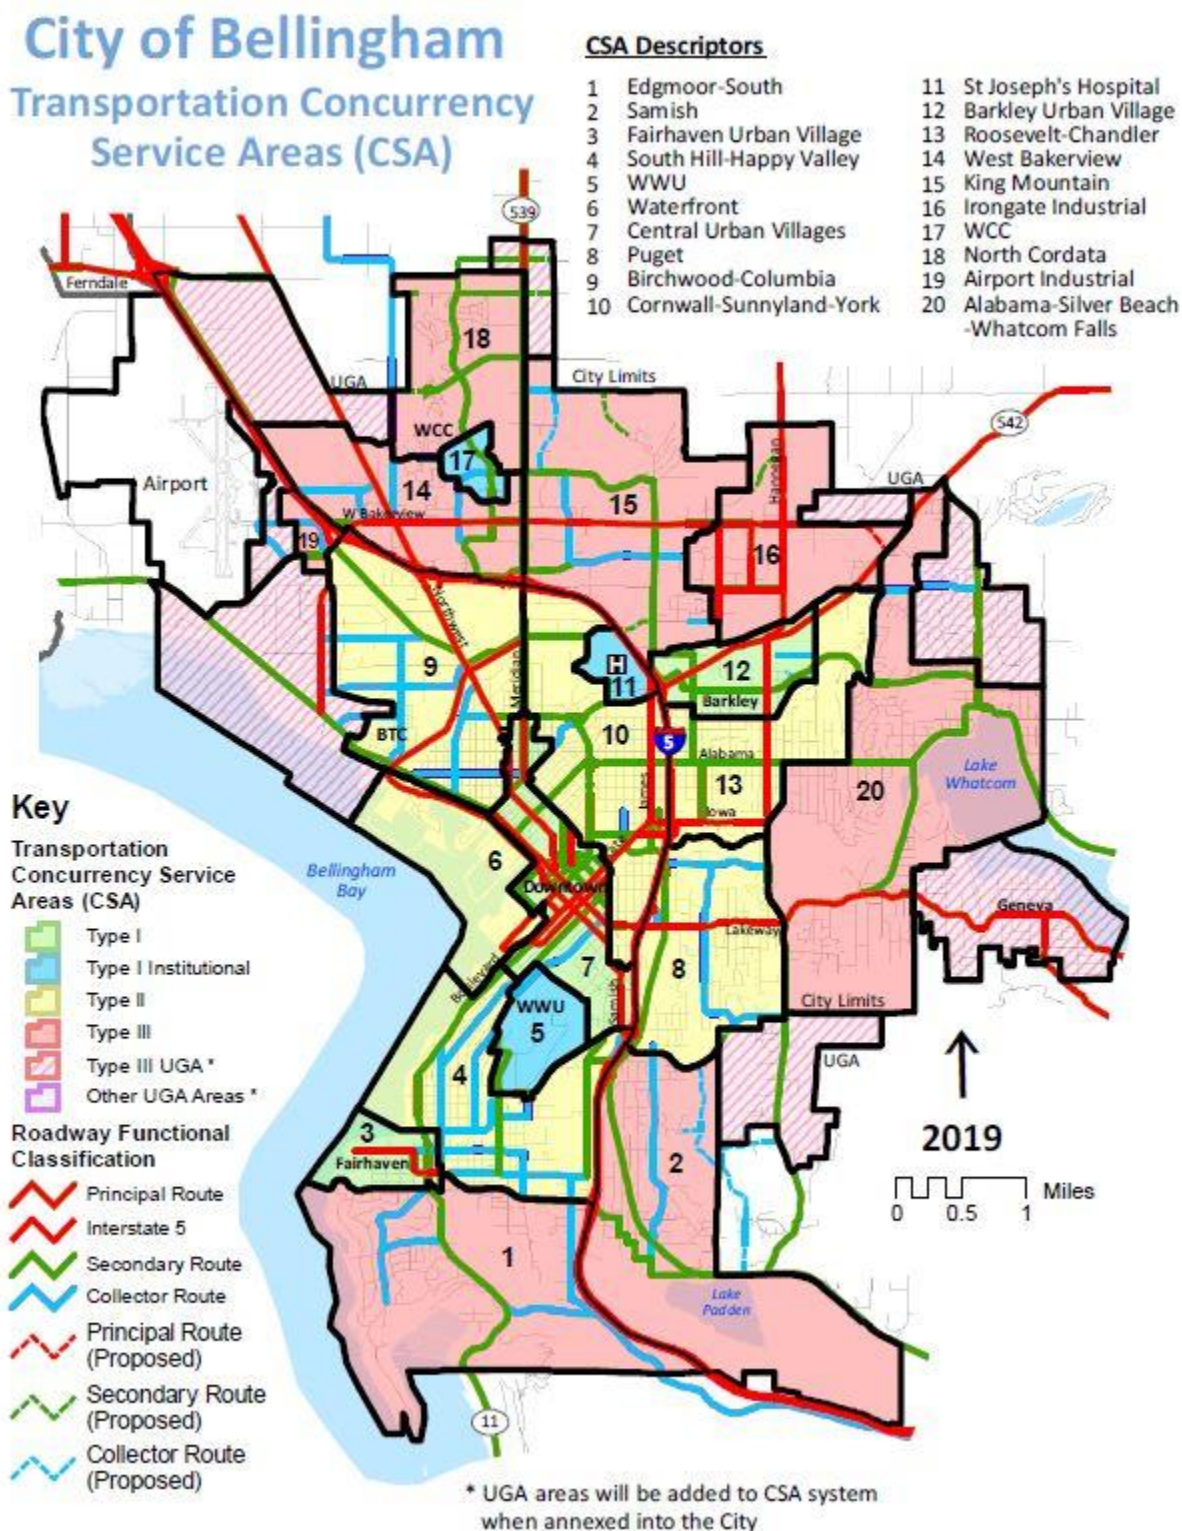 City of Bellingham
Transportation Concurrency
Service Areas (CSA)
CSA Descriptors
1 Edgmoor-South
2 Samish
3 Fairhaven Urban Village
4 South Hill-Happy Valley
5 WWU
6 Waterfront
7 Central Urban Villages
8 Puget
9 Birchwood-Columbia
10 Cornwall-Sunnyland-York
11 St Joseph's Hospital
12 Barkley Urban Village
13 Roosevelt-Chandler
14 West Bakerview
15 King Mountain
16 Irongate Industrial
17 WCC
18 North Cordata
19 Airport Industrial
20 Alabama-Silver Beach
-Whatcom Falls
539
Ferndale
18
UGA
City Limits
542
WCC
17
Hannegan
Airport
14
UGA
15
W Bakerview
19
16
Northwest
9
Meridian
H
11
12
Barkley
BTC
10
5
Alabama
Lake
Whatcom
James
13
20
Iowa
6
Bellingham
Bay
Downtown
State
Geneva
Lakeway
Boulevard
7
8
Samish
City Limits
WWU
5
UGA
4
2019
3
Fairhaven
2
Miles
0 0.5 1
1
Lake
Padden
11
Key
Transportation
Concurrency Service
Areas (CSA)
Type I
Type I Institutional
Type II
Type III
Type III UGA *
Other UGA Areas *
Roadway Functional
Classification
Principal Route
Interstate 5
Secondary Route
Collector Route
Principal Route
(Proposed)
Secondary Route
(Proposed)
Collector Route
(Proposed)
* UGA areas will be added to CSA system
when annexed into the City